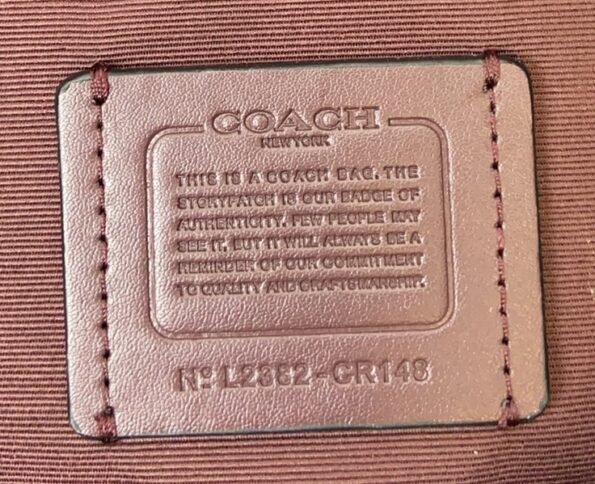 COACH
NEW YORK
THIS IS A COACH BAG. THE
STORYPATCH IS OUR BADGE OF
AUTHENTICITY. FEW PEOPLE MAY
SEE IT, BUT IT WILL ALWAYS BE A
REMINDER OF OUR COMMITMENT
TO QUALITY AND CRAFTSMANSHIP.
Nº L2382-CR148